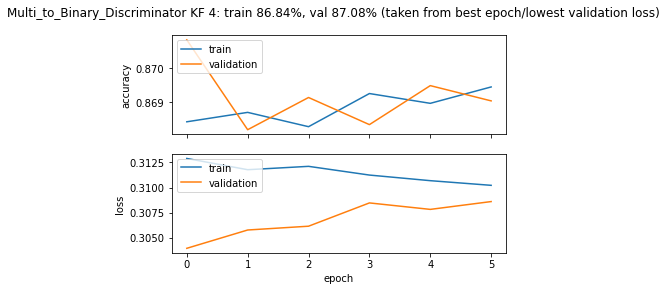 Multi_to_Binary_Discriminator KF 4: train 86.84%, val 87.08% (taken from best epoch/lowest validation loss)
train
validation
0.870
0.869
accuracy
train
validation
0.3125
0.3100
0.3075
0.3050
loss
0 1 2 3 4 5
epoch